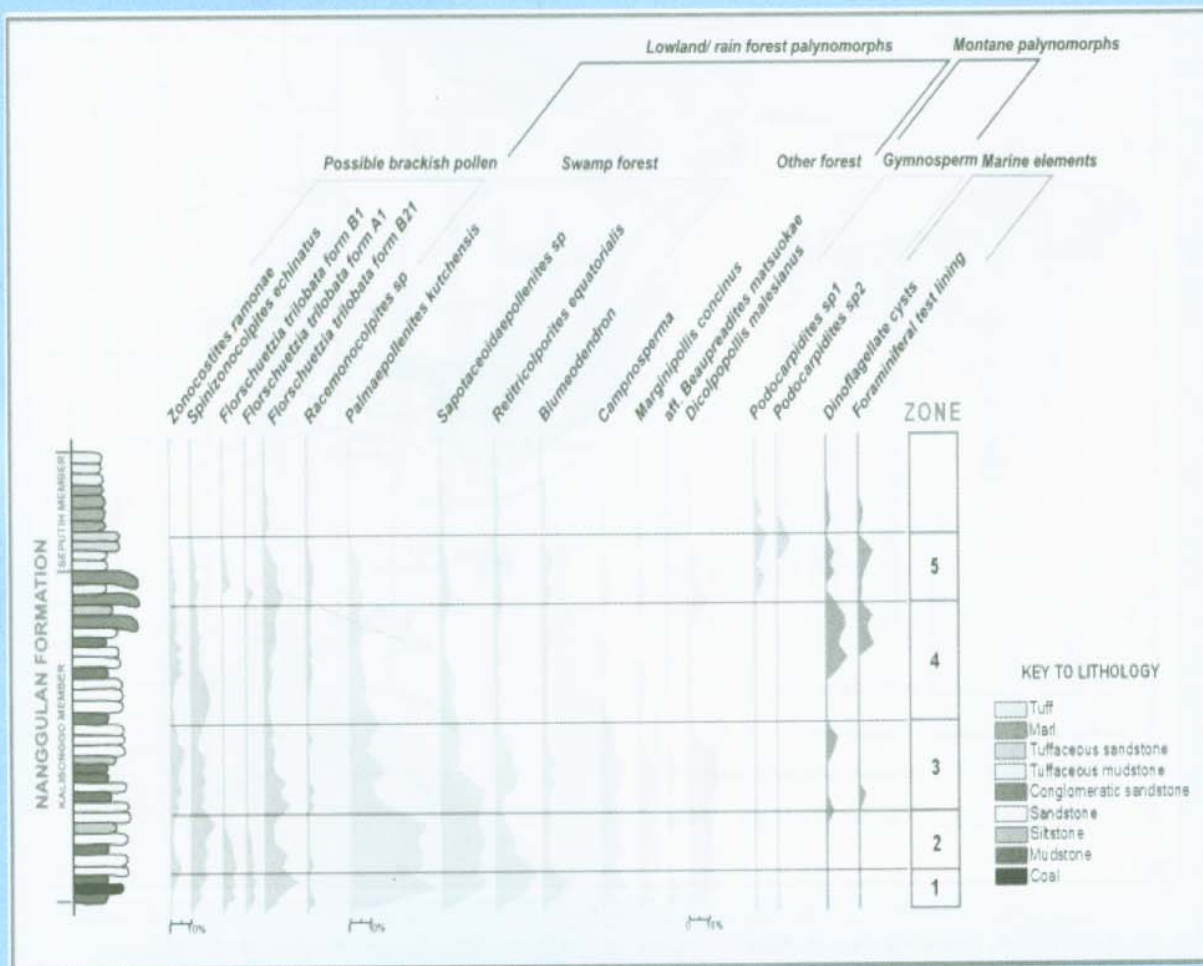 Lowland/ rain forest palynomorphs
Montane palynomorphs
Possible brackish pollen
Swamp forest
Other forest
Gymnosperm
Marine elements
Zonocostites ramonae
Spinizonocolpites echinatus
Florschuetzia trilobata form B1
Florschuetzia trilobata form A1
Florschuetzia trilobata form B21
Racemonocolpites sp
Palmaepollenites kutchensis
Sapotaceoidaepollenites sp
Retitricolporites equatorialis
Blumeodendron
Campnosperma
Marginipollis concinus
aff. Beaupreadites matsuokae
Dicolpopollis malesianus
Podocarpidites sp1
Podocarpidites sp2
Dinoflagellate cysts
Foraminiferal test lining
ZONE
NANGGULAN FORMATION
SEPUTIH MEMBER
KALISONGGO MEMBER
5
4
3
2
1
KEY TO LITHOLOGY
Tuff
Marl
Tuffaceous sandstone
Tuffaceous mudstone
Conglomeratic sandstone
Sandstone
Siltstone
Mudstone
Coal